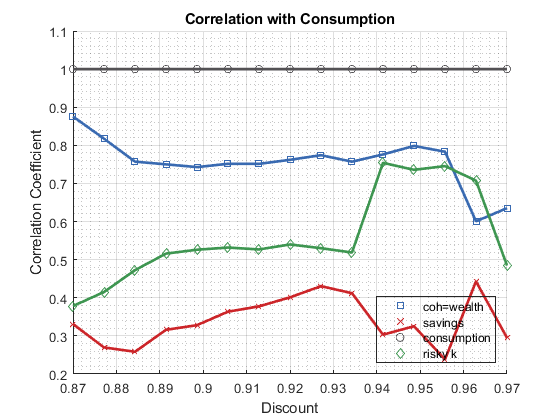 Correlation with Consumption
1.1
1
0.9
0.8
0.7
0.6
0.5
0.4
0.3
0.2
Correlation Coefficient
coh=wealth
savings
consumption
risky k
0.87 0.88 0.89 0.9 0.91 0.92 0.93 0.94 0.95 0.96 0.97
Discount